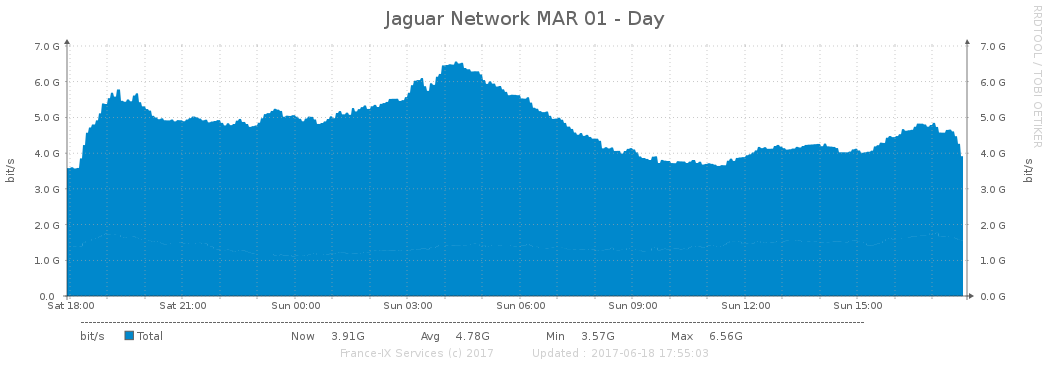 Jaguar Network MAR 01 - Day
RRDTOOL / TOBI OETIKER
7.0 G 7.0 G
6.0 G 6.0 G
5.0 G 5.0 G
4.0 G 4.0 G
3.0 G 3.0 G
2.0 G 2.0 G
1.0 G 1.0 G
0.0 0.0 G
bit/s bit/s
Sat 18:00 Sat 21:00 Sun 00:00 Sun 03:00 Sun 06:00 Sun 09:00 Sun 12:00 Sun 15:00
bit/s Total Now 3.91G Avg 4.78G Min 3.57G Max 6.56G
France-IX Services (c) 2017 Updated : 2017-06-18 17:55:03